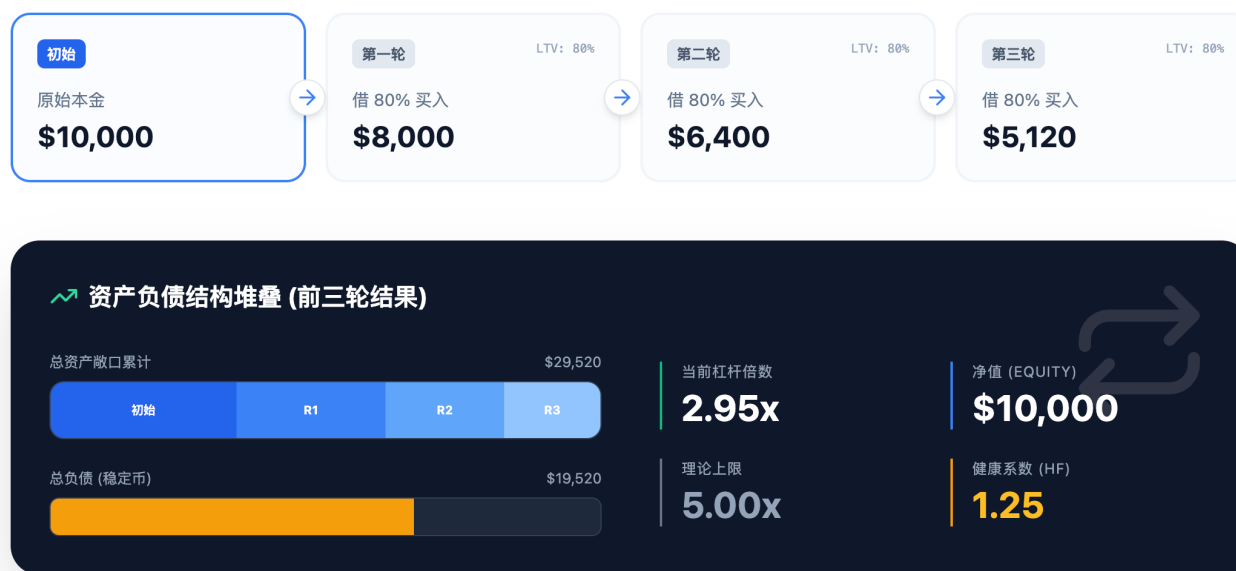 初始
原始本金
$10,000
第一轮
LTV: 80%
借 80% 买入
$8,000
第二轮
LTV: 80%
借 80% 买入
$6,400
第三轮
LTV: 80%
借 80% 买入
$5,120
资产负债结构堆叠 (前三轮结果)
总资产敞口累计
$29,520
初始
R1
R2
R3
总负债 (稳定币)
$19,520
当前杠杆倍数
2.95x
净值 (EQUITY)
$10,000
理论上限
5.00x
健康系数 (HF)
1.25